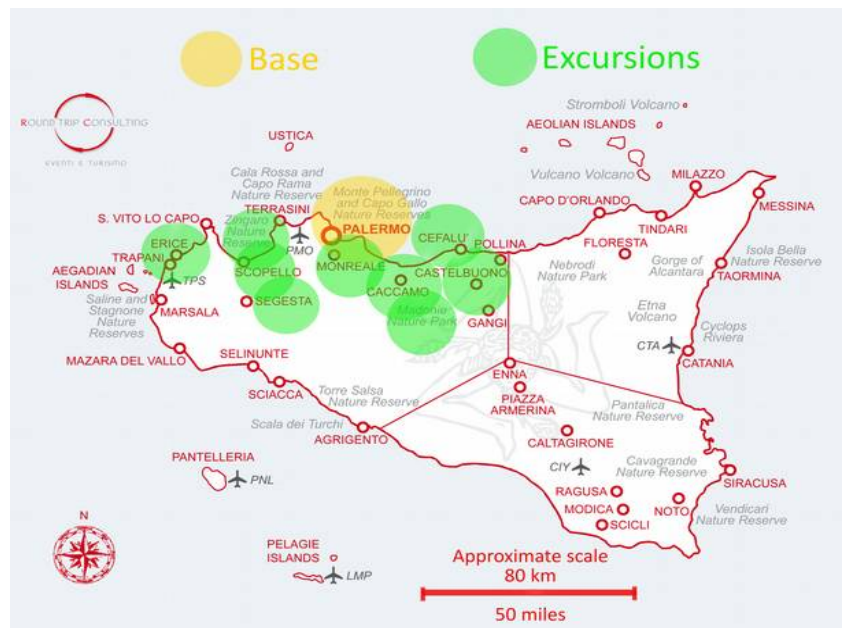 Base
Excursions
ROUND TRIP CONSULTING
EVENTI E TURISMO
Stromboli Volcano
AEOLIAN ISLANDS
USTICA
Cala Rossa and
Capo Rama
Nature Reserve
Vulcano Volcano
MILAZZO
Monte Pellegrino
and Capo Gallo
Nature Reserves
CAPO D'ORLANDO
MESSINA
TERRASINI
S. VITO LO CAPO
Zingaro
Nature
Reserve
PALERMO
TINDARI
PMO
CEFALU'
POLLINA
FLORESTA
ERICE
TRAPANI
MONREALE
Isola Bella
Nature Reserve
SCOPELLO
Nebrodi
Nature Park
Gorge of
Alcantara
TAORMINA
AEGADIAN
ISLANDS
TPS
CASTELBUONO
CACCAMO
SEGESTA
Saline and
Stagnone
Nature
Reserves
MARSALA
Madonie
Nature Park
GANGI
Etna
Volcano
Cyclops
Riviera
CTA
CATANIA
MAZARA DEL VALLO
SELINUNTE
SCIACCA
ENNA
PIAZZA
ARMERINA
Torre Salsa
Nature Reserve
Pantalica
Nature Reserve
Scala dei Turchi
AGRIGENTO
CALTAGIRONE
PANTELLERIA
PNL
CIY
Cavagrande
Nature Reserve
SIRACUSA
RAGUSA
MODICA
SCICLI
NOTO
Vendicari
Nature Reserve
N
PELAGIE
ISLANDS
LMP
Approximate scale
80 km
50 miles